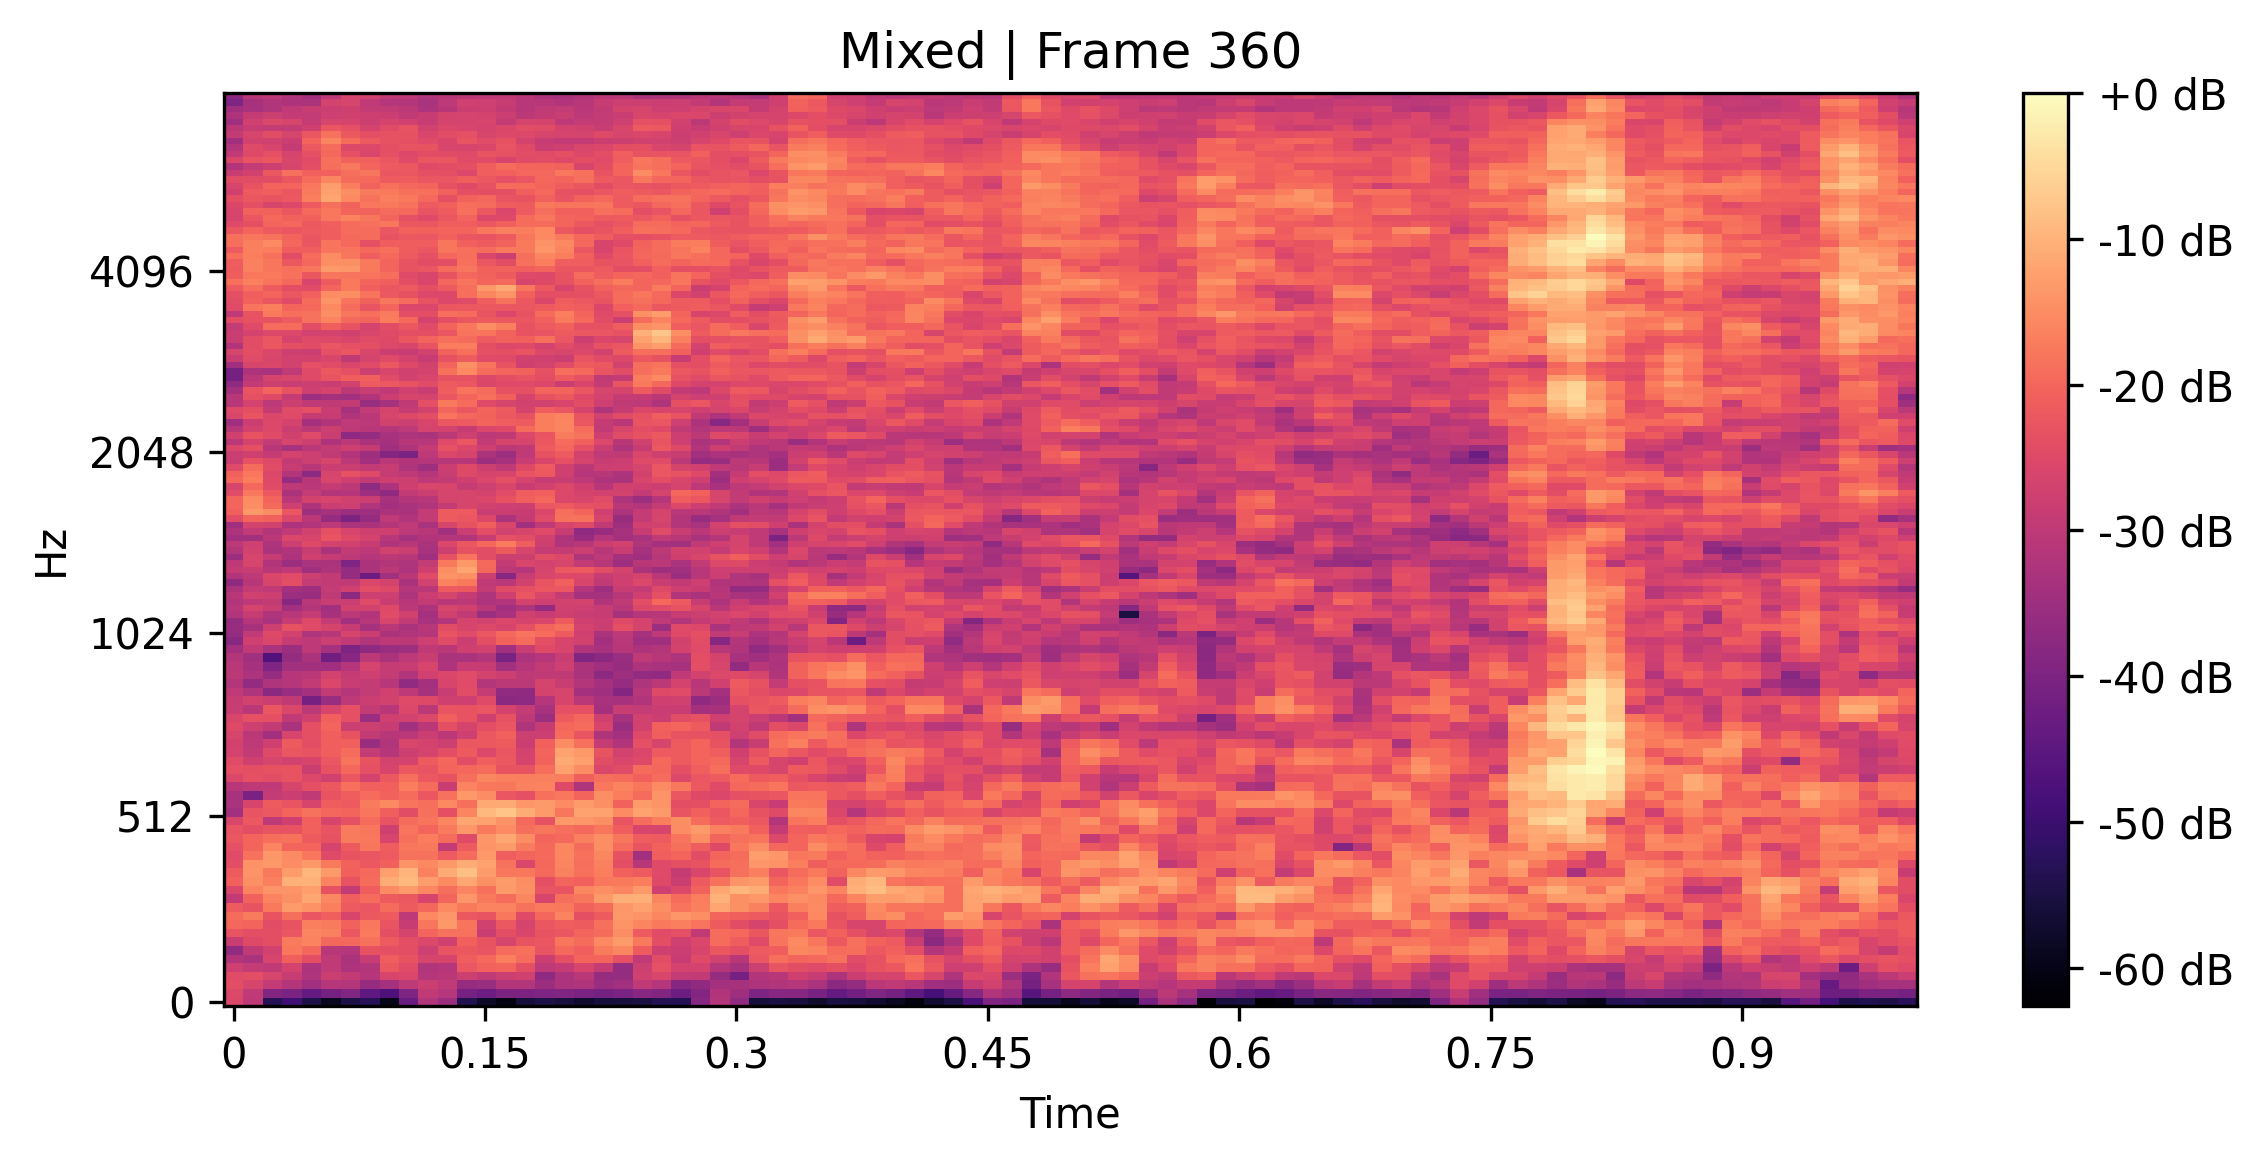 Mixed | Frame 360
Hz
4096
2048
1024
512
0
0 0.15 0.3 0.45 0.6 0.75 0.9
Time
+0 dB
-10 dB
-20 dB
-30 dB
-40 dB
-50 dB
-60 dB